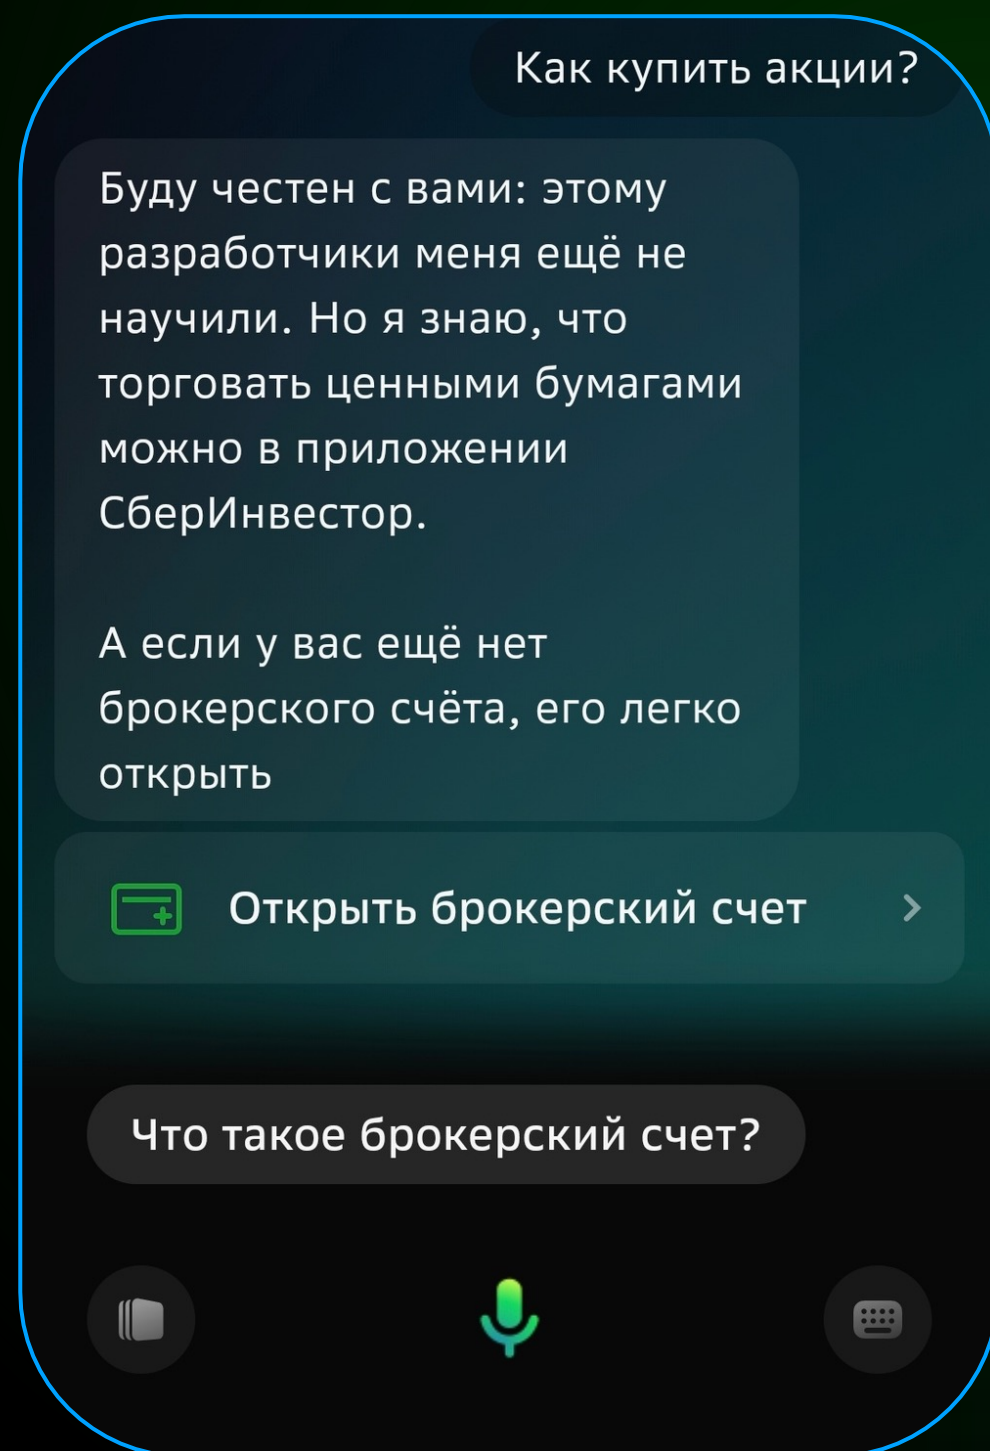 Как купить акции?
Буду честен с вами: этому
разработчики меня ещё не
научили. Но я знаю, что
торговать ценными бумагами
можно в приложении
СберИнвестор.
А если у вас ещё нет
брокерского счёта, его легко
открыть
Открыть брокерский счет
Что такое брокерский счет?